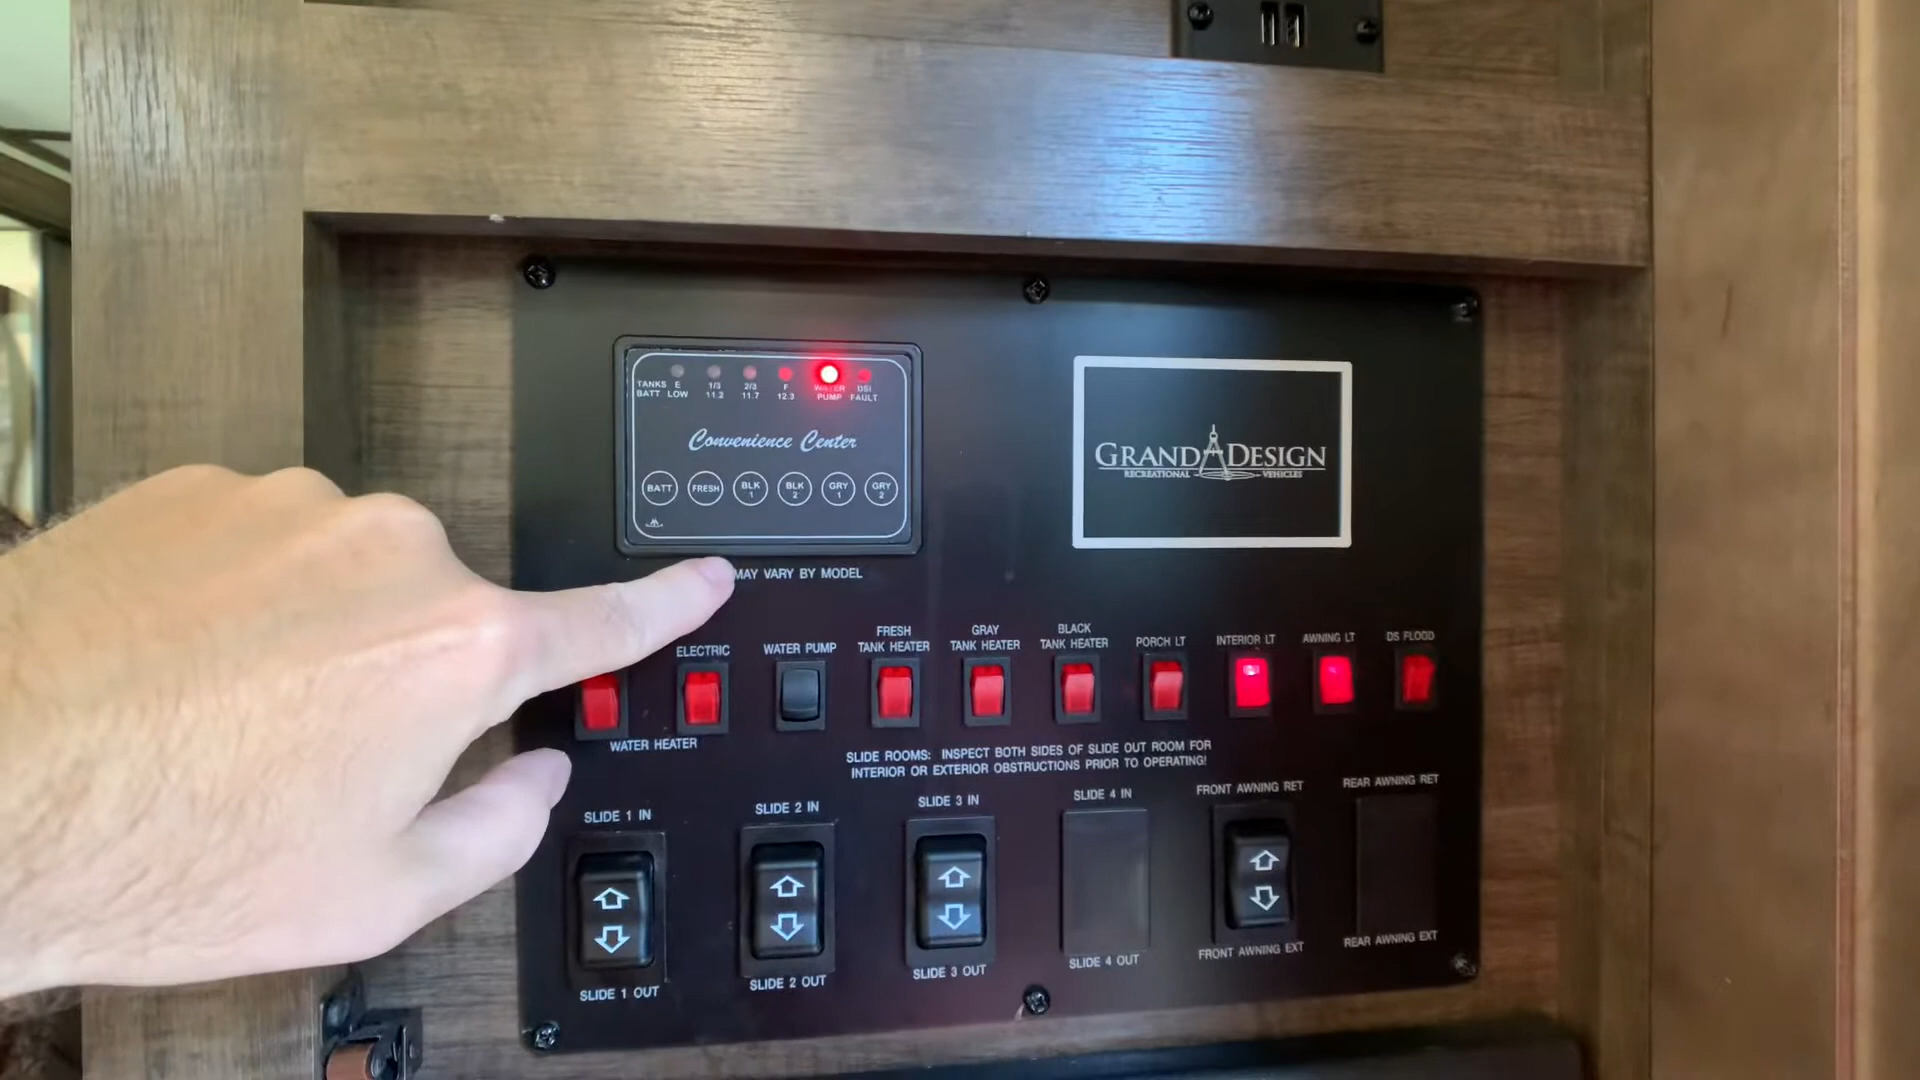 TANKS E 1/3 2/3 F WATER DSI
BATT LOW 11.2 11.7 12.3 PUMP FAULT
Convenience Center
BATT FRESH BLK 1 BLK 2 GRY 1 GRY 2
GRAND DESIGN
RECREATIONAL VEHICLES
MAY VARY BY MODEL
ELECTRIC
WATER PUMP
FRESH
TANK HEATER
GRAY
TANK HEATER
BLACK
TANK HEATER
PORCH LT
INTERIOR LT
AWNING LT
DS FLOOD
WATER HEATER
SLIDE ROOMS: INSPECT BOTH SIDES OF SLIDE OUT ROOM FOR
INTERIOR OR EXTERIOR OBSTRUCTIONS PRIOR TO OPERATING!
SLIDE 1 IN
SLIDE 2 IN
SLIDE 3 IN
SLIDE 4 IN
FRONT AWNING RET
REAR AWNING RET
SLIDE 1 OUT
SLIDE 2 OUT
SLIDE 3 OUT
SLIDE 4 OUT
FRONT AWNING EXT
REAR AWNING EXT